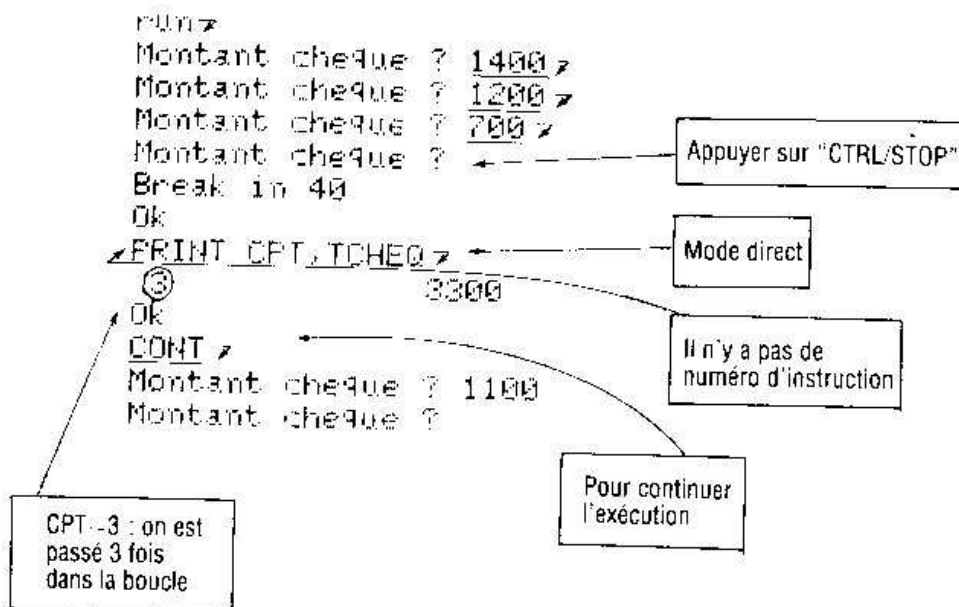 run
Montant cheque ? 1400
Montant cheque ? 1200
Montant cheque ? 700
Montant cheque ?
Appuyer sur "CTRL/STOP"
Break in 40
Ok
PRINT CPT,TCHEQ
Mode direct
3 3300
Ok
Il n'y a pas de
numéro d'instruction
CONT
Montant cheque ? 1100
Montant cheque ?
Pour continuer
l'exécution
CPT--3 : on est
passé 3 fois
dans la boucle